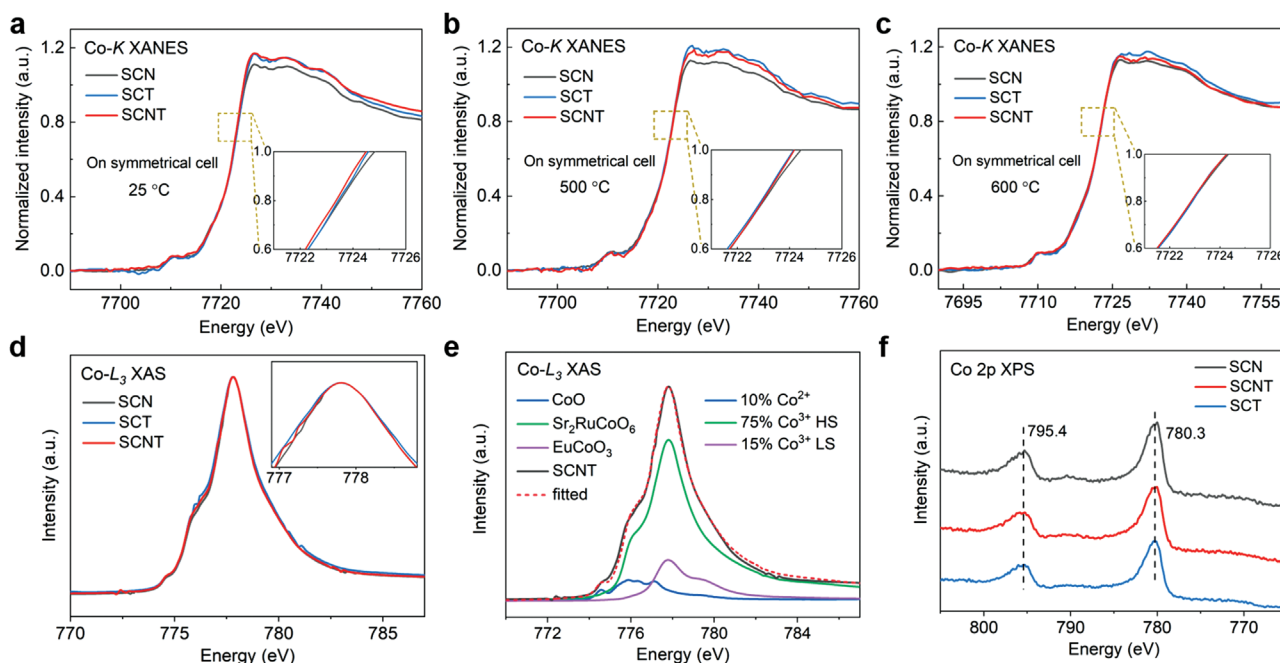 a
Co-K XANES
SCN
SCT
SCNT
On symmetrical cell
25 °C
Normalized intensity (a.u.)
1.2
0.8
0.4
0.0
1.0
0.8
0.6
7722 7724 7726
7700 7720 7740 7760
Energy (eV)
b
Co-K XANES
SCN
SCT
SCNT
On symmetrical cell
500 °C
Normalized intensity (a.u.)
1.2
0.8
0.4
0.0
1.0
0.8
0.6
7722 7724 7726
7700 7720 7740 7760
Energy (eV)
c
Co-K XANES
SCN
SCT
SCNT
On symmetrical cell
600 °C
Normalized intensity (a.u.)
1.2
0.8
0.4
0.0
1.0
0.8
0.6
7722 7724 7726
7695 7710 7725 7740 7755
Energy (eV)
d
Co-L3 XAS
SCN
SCT
SCNT
Intensity (a.u.)
777 778
770 775 780 785
Energy (eV)
e
Co-L3 XAS
CoO
Sr2RuCoO6
EuCoO3
SCNT
fitted
10% Co2+
75% Co3+ HS
15% Co3+ LS
Intensity (a.u.)
772 776 780 784
Energy (eV)
f
Co 2p XPS
SCN
SCNT
SCT
795.4
780.3
Intensity (a.u.)
800 790 780 770
Energy (eV)